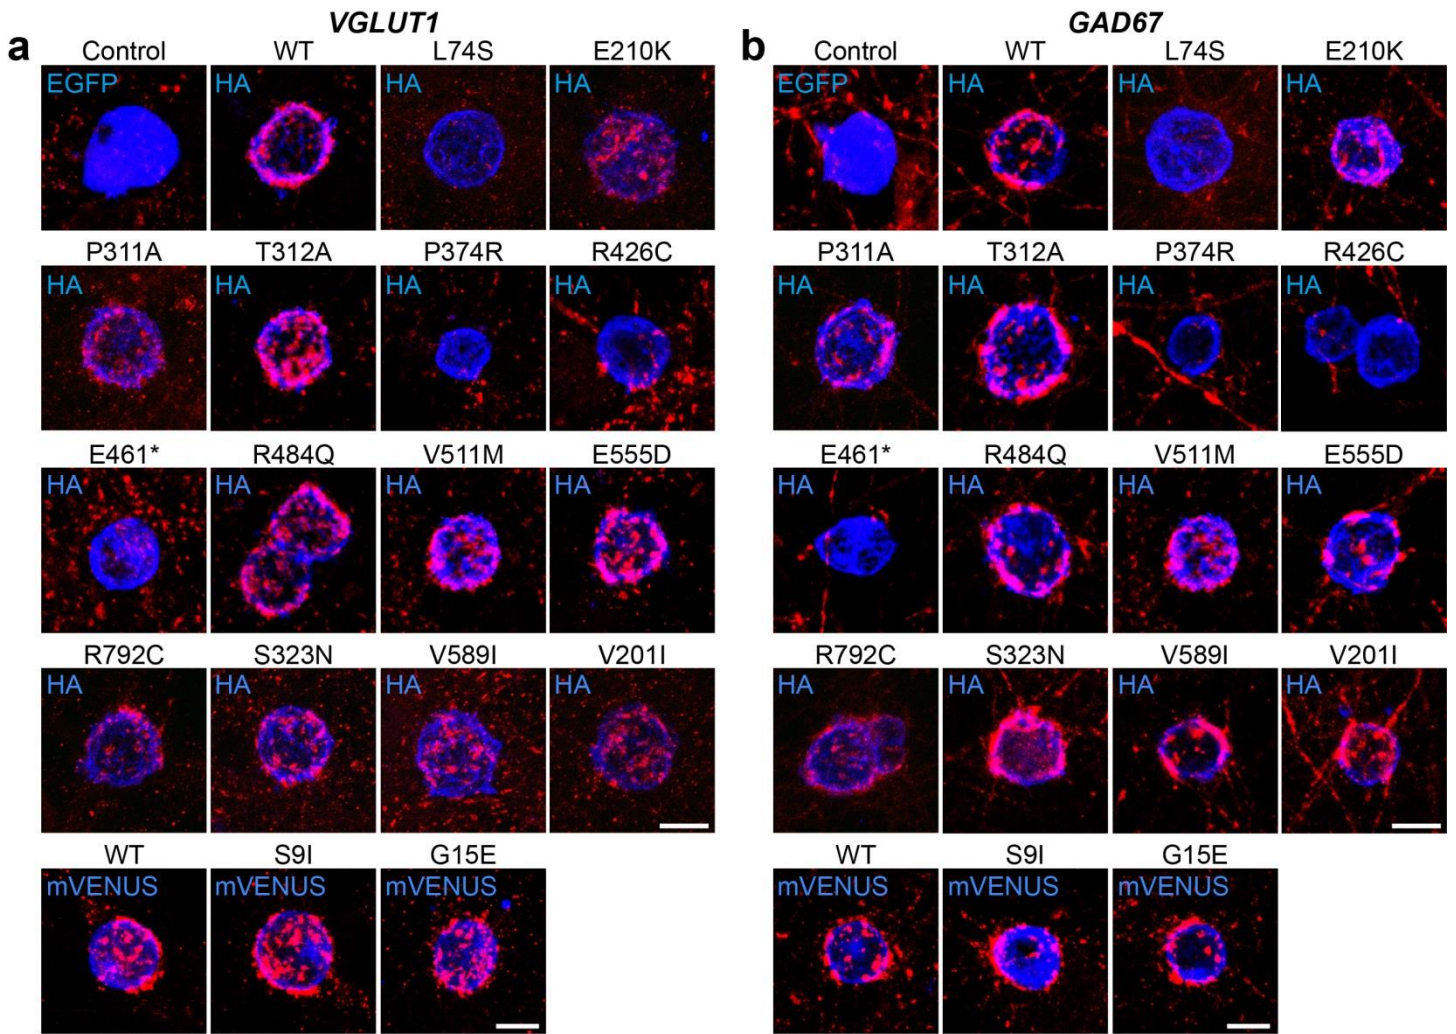 a
VGLUT1
Control WT L74S E210K
EGFP HA HA HA
P311A T312A P374R R426C
HA HA HA HA
E461* R484Q V511M E555D
HA HA HA HA
R792C S323N V589I V201I
HA HA HA HA
WT S9I G15E
mVENUS mVENUS mVENUS
b
GAD67
Control WT L74S E210K
EGFP HA HA HA
P311A T312A P374R R426C
HA HA HA HA
E461* R484Q V511M E555D
HA HA HA HA
R792C S323N V589I V201I
HA HA HA HA
WT S9I G15E
mVENUS mVENUS mVENUS